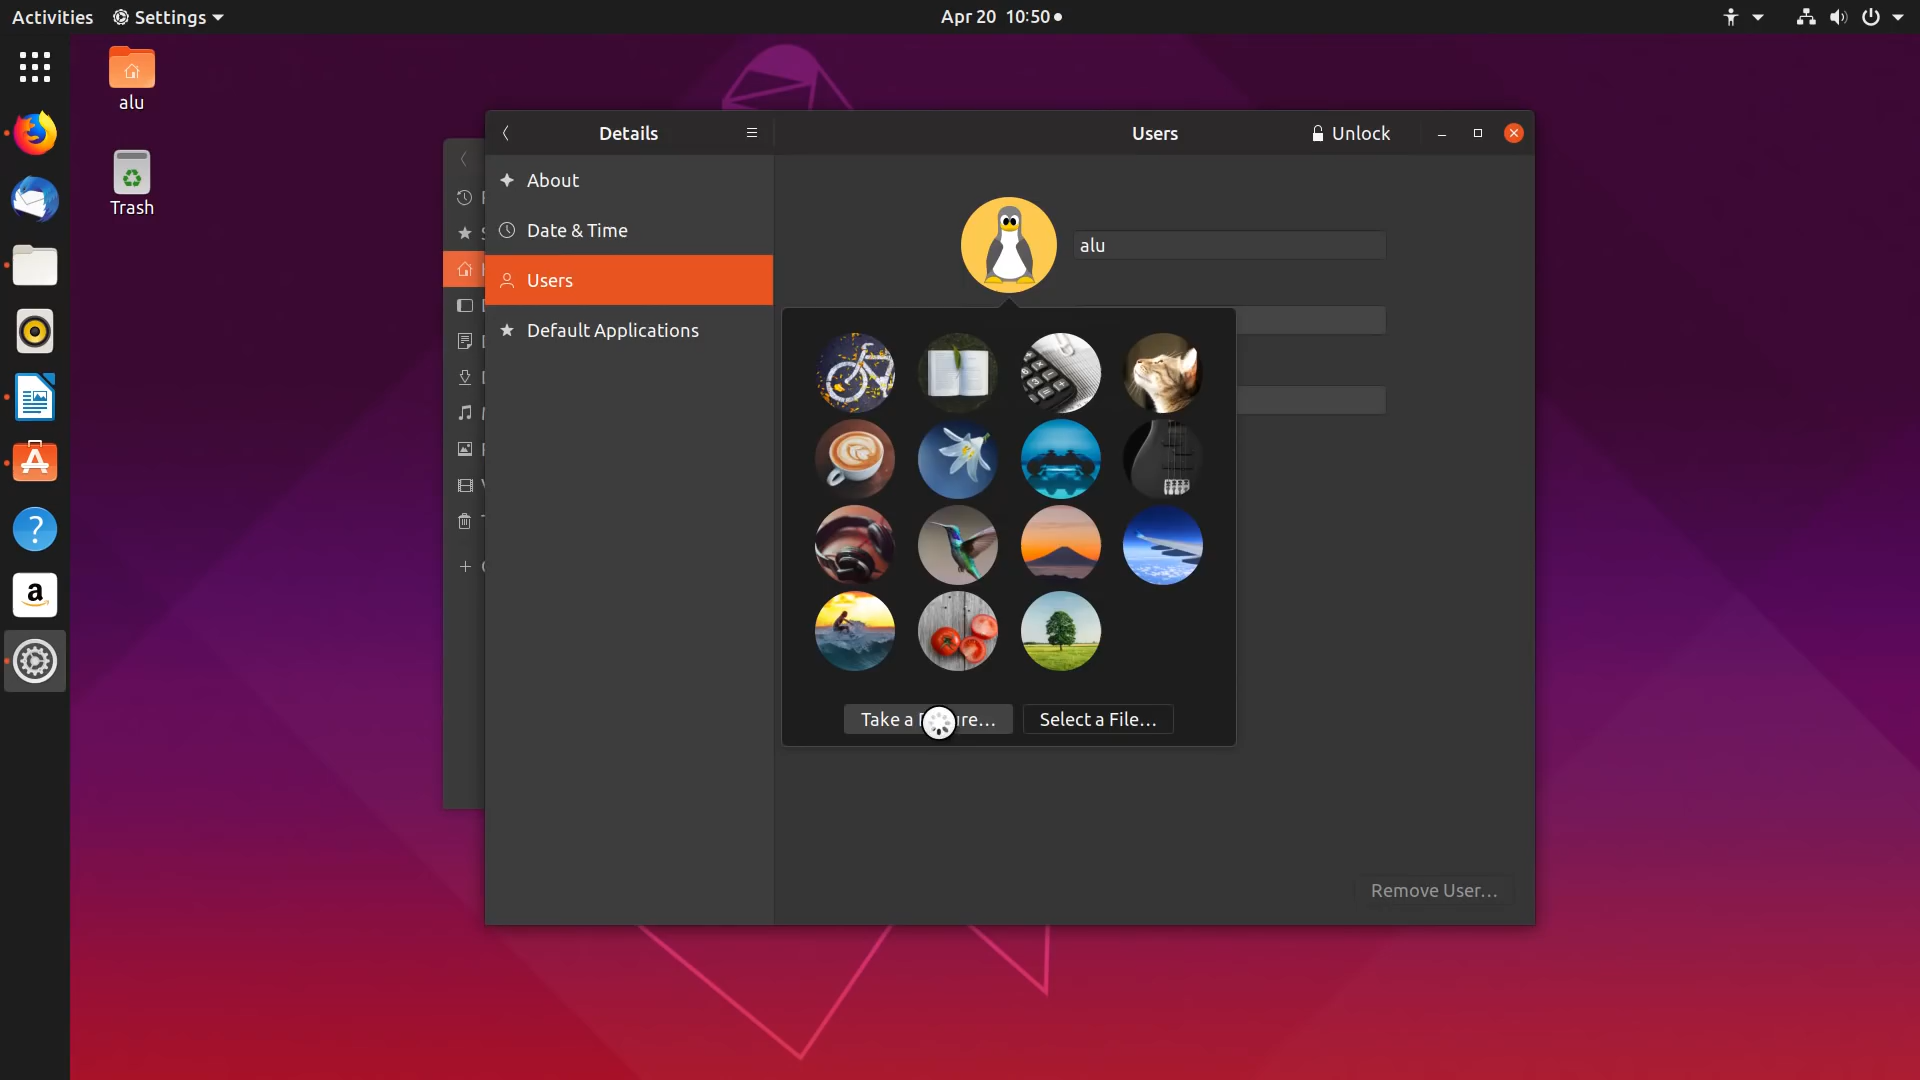 Activities
Settings
Apr 20 10:50
alu
Trash
Details
Users
Unlock
About
Date & Time
Users
Default Applications
alu
Take a
Select a File...
Remove User...
?
a